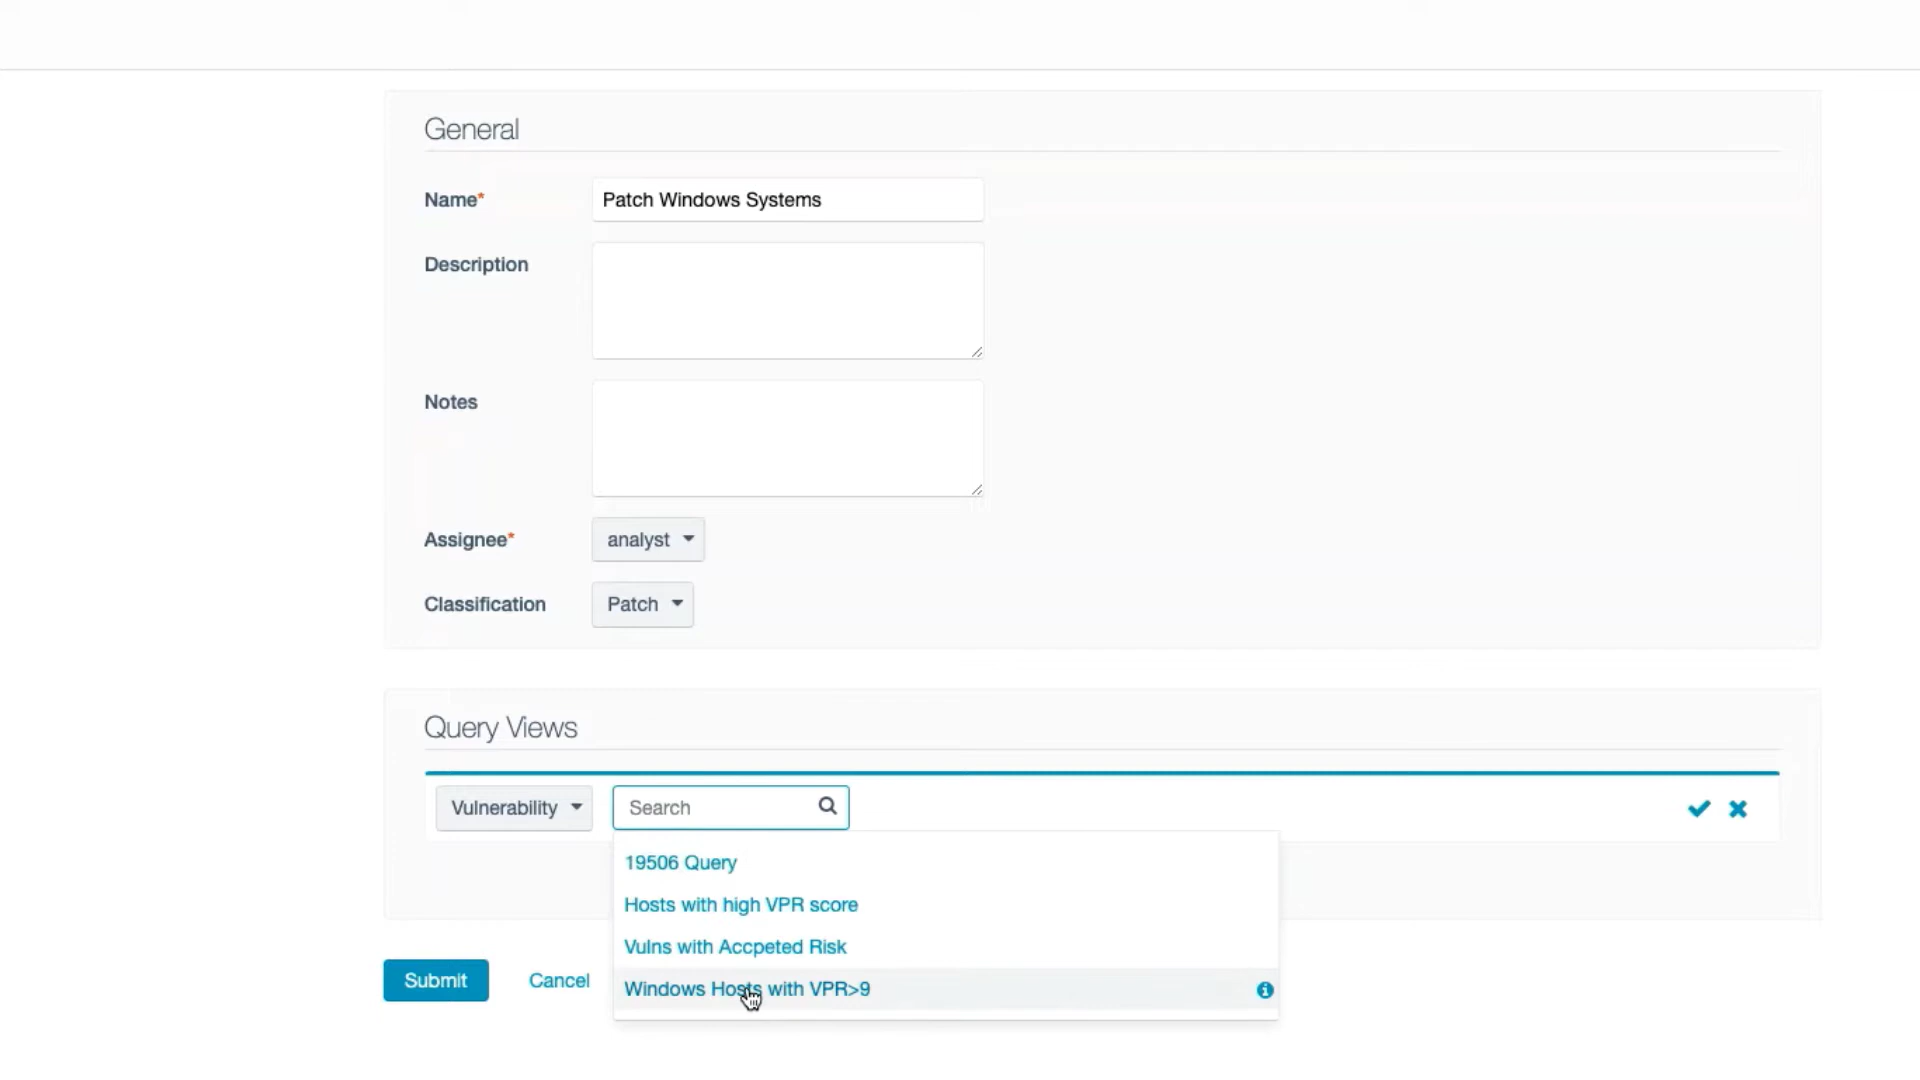 General
Name*
Patch Windows Systems
Description
Notes
Assignee*
analyst
Classification
Patch
Query Views
Vulnerability
Search
19506 Query
Hosts with high VPR score
Vulns with Accpeted Risk
Windows Hosts with VPR>9
Submit
Cancel